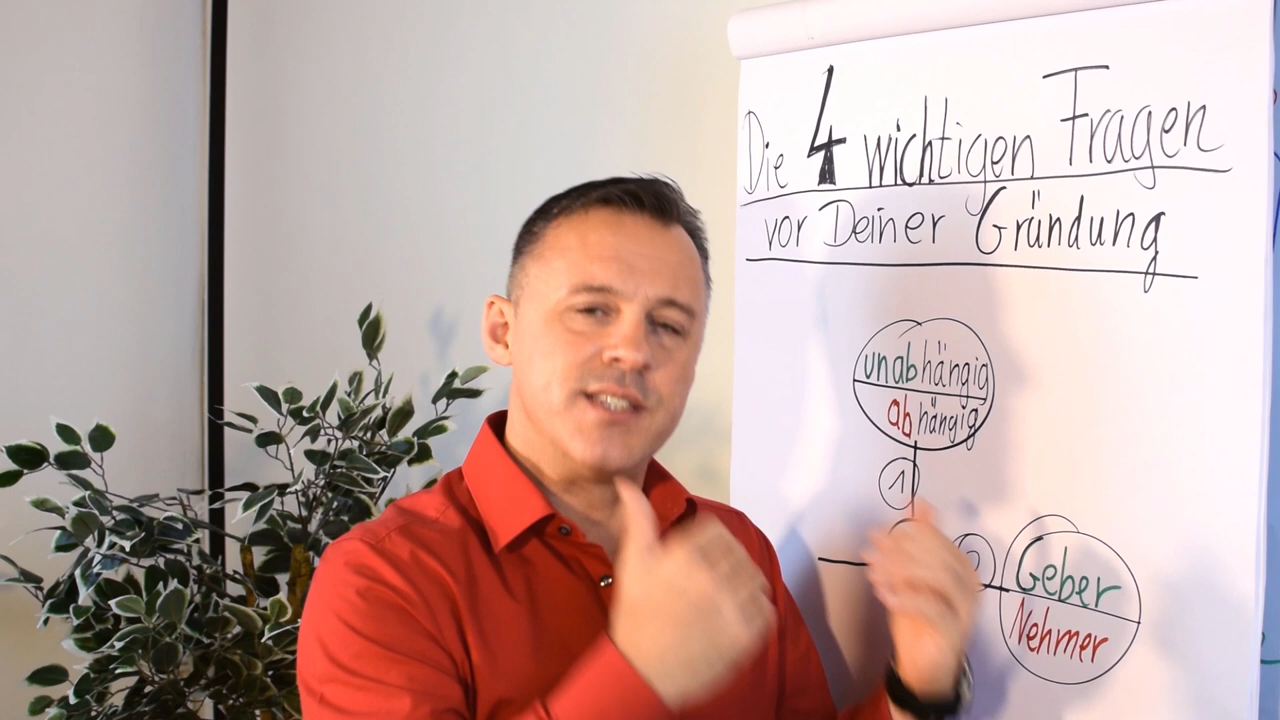 Die 4 wichtigen Fragen
vor Deiner Gründung
unabhängig
abhängig
1
2
Geber
Nehmer